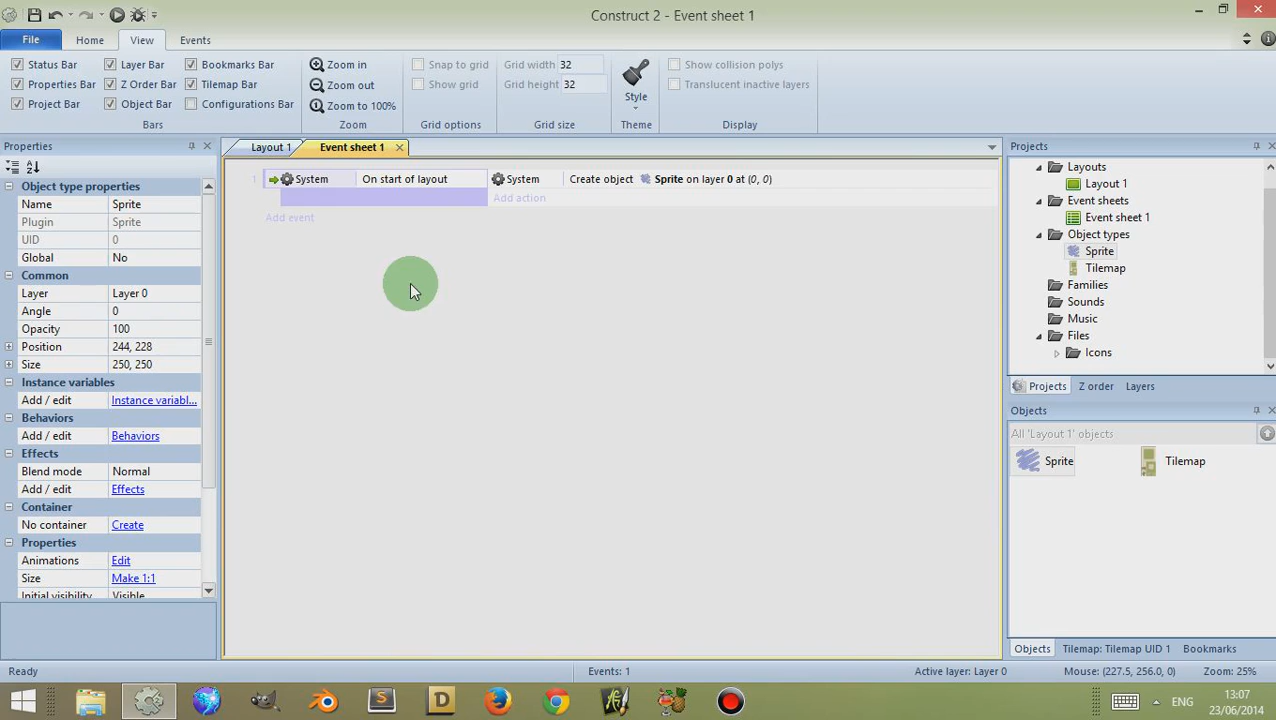 Construct 2 - Event sheet 1
File Home View Events
Status Bar Layer Bar Bookmarks Bar
Properties Bar Z Order Bar Tilemap Bar
Project Bar Object Bar Configurations Bar
Bars
Zoom in
Zoom out
Zoom to 100%
Zoom
Snap to grid
Show grid
Grid options
Grid width 32
Grid height 32
Grid size
Style
Theme
Show collision polys
Translucent inactive layers
Display
Properties
Object type properties
Name Sprite
Plugin Sprite
UID 0
Global No
Common
Layer Layer 0
Angle 0
Opacity 100
Position 244, 228
Size 250, 250
Instance variables
Add / edit Instance variabl...
Behaviors
Add / edit Behaviors
Effects
Blend mode Normal
Add / edit Effects
Container
No container Create
Properties
Animations Edit
Size Make 1:1
Initial visibility Visible
Layout 1 Event sheet 1
1 System On start of layout System Create object Sprite on layer 0 at (0, 0)
Add action
Add event
Projects
Layouts
Layout 1
Event sheets
Event sheet 1
Object types
Sprite
Tilemap
Families
Sounds
Music
Files
Icons
Projects Z order Layers
Objects
All 'Layout 1' objects
Sprite Tilemap
Objects Tilemap: Tilemap UID 1 Bookmarks
Ready Events: 1 Active layer: Layer 0 Mouse: (227.5, 256.0, 0) Zoom: 25%
ENG
13:07
23/06/2014